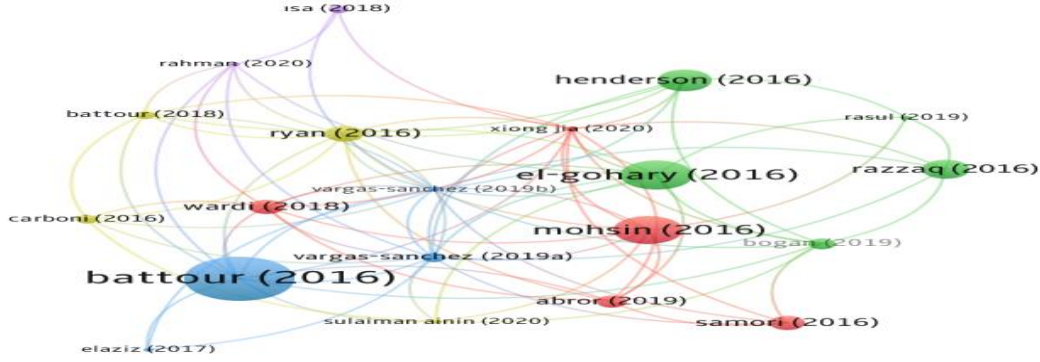 isa (2018)
rahman (2020)
henderson (2016)
battour (2018)
rasul (2019)
ryan (2016)
xiong jia (2020)
razzaq (2016)
el-gohary (2016)
vargas-sanchez (2019b)
wardi (2018)
carboni (2016)
mohsin (2016)
bogan (2019)
vargas-sanchez (2019a)
battour (2016)
abror (2019)
sulaiman ainin (2020)
samori (2016)
elaziz (2017)